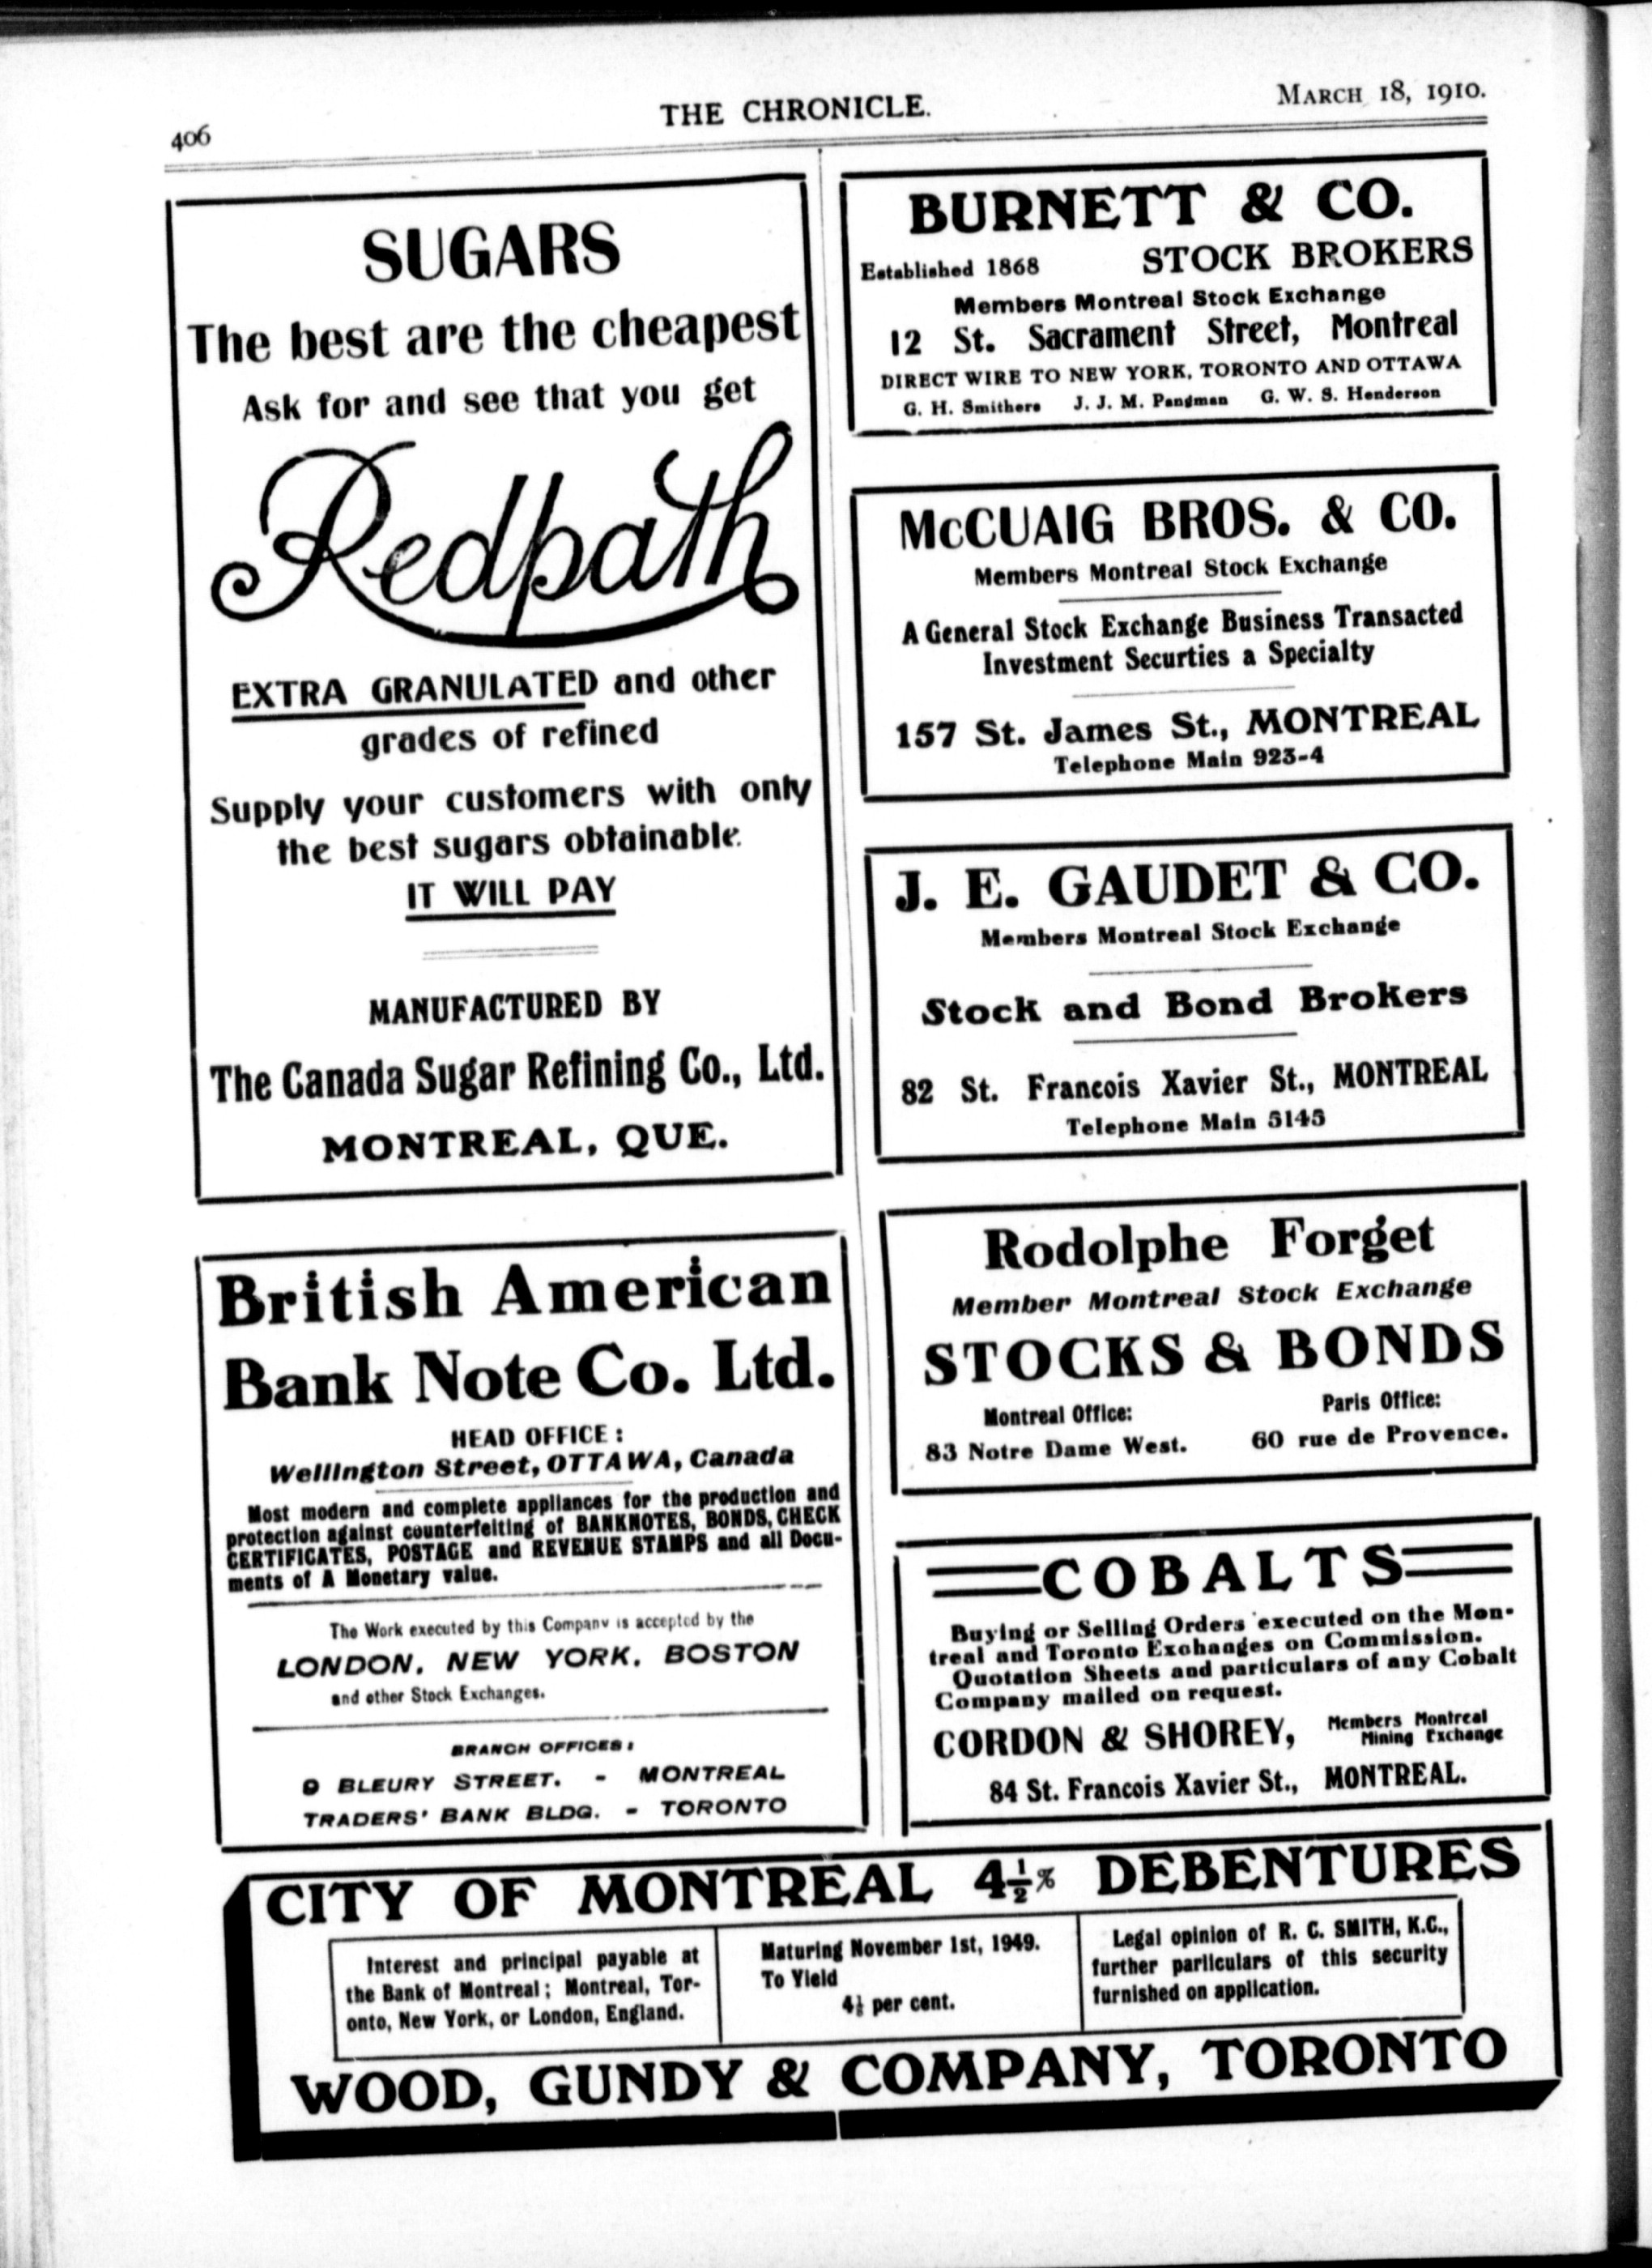 406
THE CHRONICLE.
MARCH 18, 1910.
SUGARS
The best are the cheapest
Ask for and see that you get
Redpath
EXTRA GRANULATED and other
grades of refined
Supply your customers with only
the best sugars obtainable.
IT WILL PAY
MANUFACTURED BY
The Canada Sugar Refining Co., Ltd.
MONTREAL, QUE.
British American
Bank Note Co. Ltd.
HEAD OFFICE :
Wellington Street, OTTAWA, Canada
Most modern and complete appliances for the production and
protection against counterfeiting of BANKNOTES, BONDS, CHECK
CERTIFICATES, POSTAGE and REVENUE STAMPS and all Docu-
ments of A Monetary value.
The Work executed by this Company is accepted by the
LONDON, NEW YORK, BOSTON
and other Stock Exchanges.
BRANCH OFFICES :
9 BLEURY STREET. - MONTREAL
TRADERS' BANK BLDG. - TORONTO
BURNETT & CO.
Established 1868 STOCK BROKERS
Members Montreal Stock Exchange
12 St. Sacrament Street, Montreal
DIRECT WIRE TO NEW YORK, TORONTO AND OTTAWA
G. H. Smithers J. J. M. Pangman G. W. S. Henderson
McCUAIG BROS. & CO.
Members Montreal Stock Exchange
A General Stock Exchange Business Transacted
Investment Securties a Specialty
157 St. James St., MONTREAL
Telephone Main 923-4
J. E. GAUDET & CO.
Members Montreal Stock Exchange
Stock and Bond Brokers
82 St. Francois Xavier St., MONTREAL
Telephone Main 5145
Rodolphe Forget
Member Montreal Stock Exchange
STOCKS & BONDS
Montreal Office: Paris Office:
83 Notre Dame West. 60 rue de Provence.
COBALTS
Buying or Selling Orders executed on the Mon-
treal and Toronto Exchanges on Commission.
Quotation Sheets and particulars of any Cobalt
Company mailed on request.
CORDON & SHOREY, Members Montreal
Mining Exchange
84 St. Francois Xavier St., MONTREAL.
CITY OF MONTREAL 4½% DEBENTURES
Interest and principal payable at
the Bank of Montreal ; Montreal, Tor-
onto, New York, or London, England.
Maturing November 1st, 1949.
To Yield
per cent.
Legal opinion of R. C. SMITH, K.C.,
further particulars of this security
furnished on application.
WOOD, GUNDY & COMPANY, TORONTO